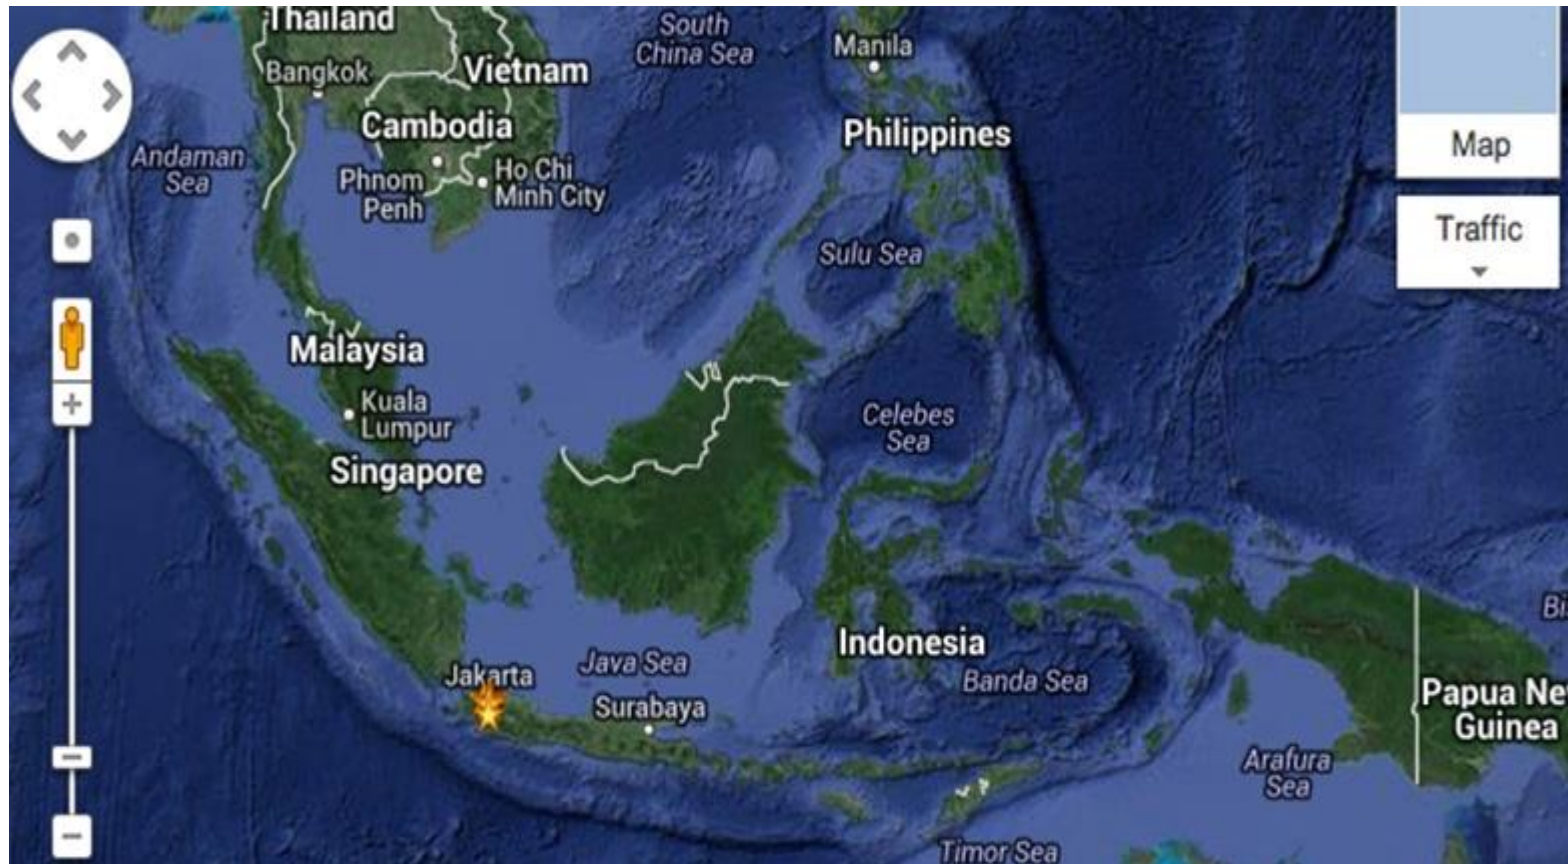 Thailand
South
China Sea
Manila
Bangkok
Vietnam
Map
Cambodia
Philippines
Andaman
Sea
Phnom
Penh
Ho Chi
Minh City
Traffic
Sulu Sea
Malaysia
Kuala
Lumpur
Celebes
Sea
Singapore
Indonesia
Java Sea
Jakarta
Banda Sea
Surabaya
Papua Ne
Guinea
Arafura
Sea
Timor Sea